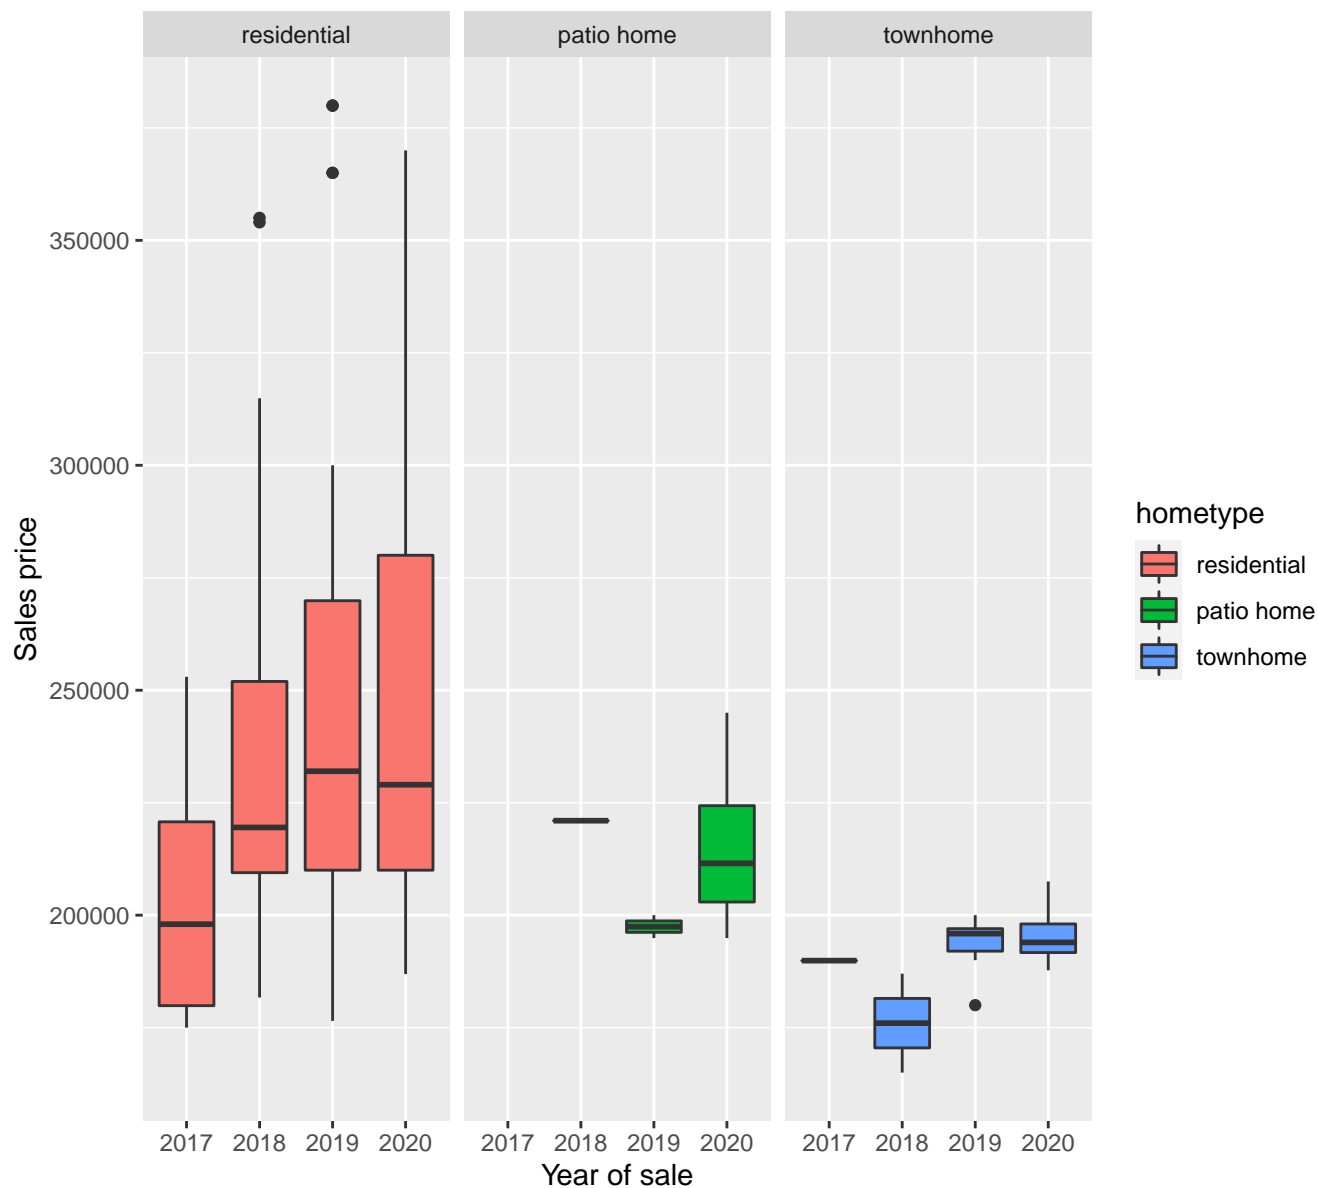 residential patio home townhome
350000
300000
250000
200000
Sales price
2017 2018 2019 2020 2017 2018 2019 2020 2017 2018 2019 2020
Year of sale
hometype
residential
patio home
townhome